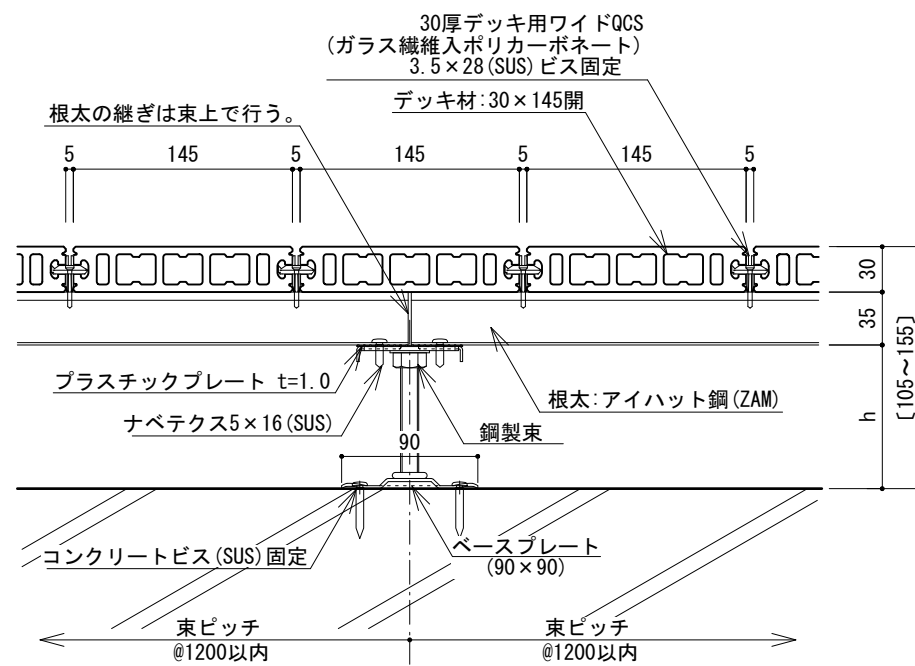 30厚デッキ用ワイドQCS
(ガラス繊維入ポリカーボネート)
3.5×28(SUS)ビス固定
デッキ材:30×145開
根太の継ぎは束上で行う。
5 145 5 145 5 145 5
30
35
h
[105~155]
プラスチックプレート t=1.0
根太:アイハット鋼(ZAM)
ナベテクス5×16(SUS)
鋼製束
90
コンクリートビス(SUS)固定
ベースプレート
(90×90)
束ピッチ
@1200以内
束ピッチ
@1200以内